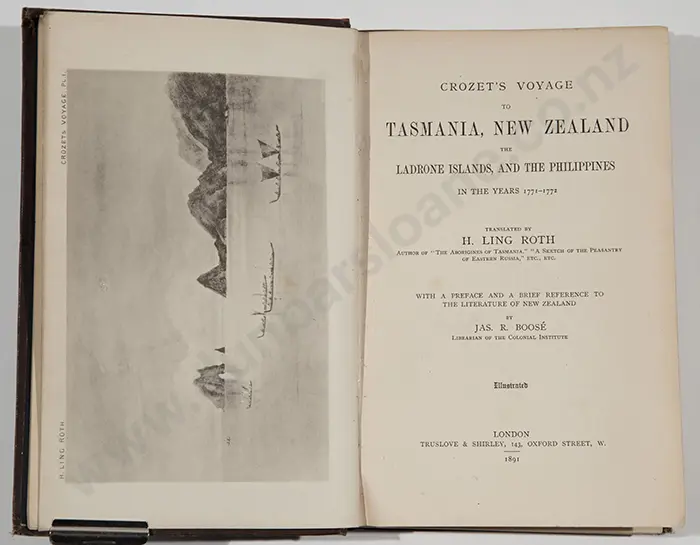 CROZET'S VOYAGE. Pl. 1.
H. LING ROTH
CROZET'S VOYAGE
TO
TASMANIA, NEW ZEALAND
THE
LADRONE ISLANDS, AND THE PHILIPPINES
IN THE YEARS 1771-1772
TRANSLATED BY
H. LING ROTH
AUTHOR OF "THE ABORIGINES OF TASMANIA," "A SKETCH OF THE PEASANTRY
OF EASTERN RUSSIA," ETC., ETC.
WITH A PREFACE AND A BRIEF REFERENCE TO
THE LITERATURE OF NEW ZEALAND
BY
JAS. R. BOOSÉ
LIBRARIAN OF THE COLONIAL INSTITUTE
Illustrated
LONDON
TRUSLOVE & SHIRLEY, 143, OXFORD STREET, W.
1891